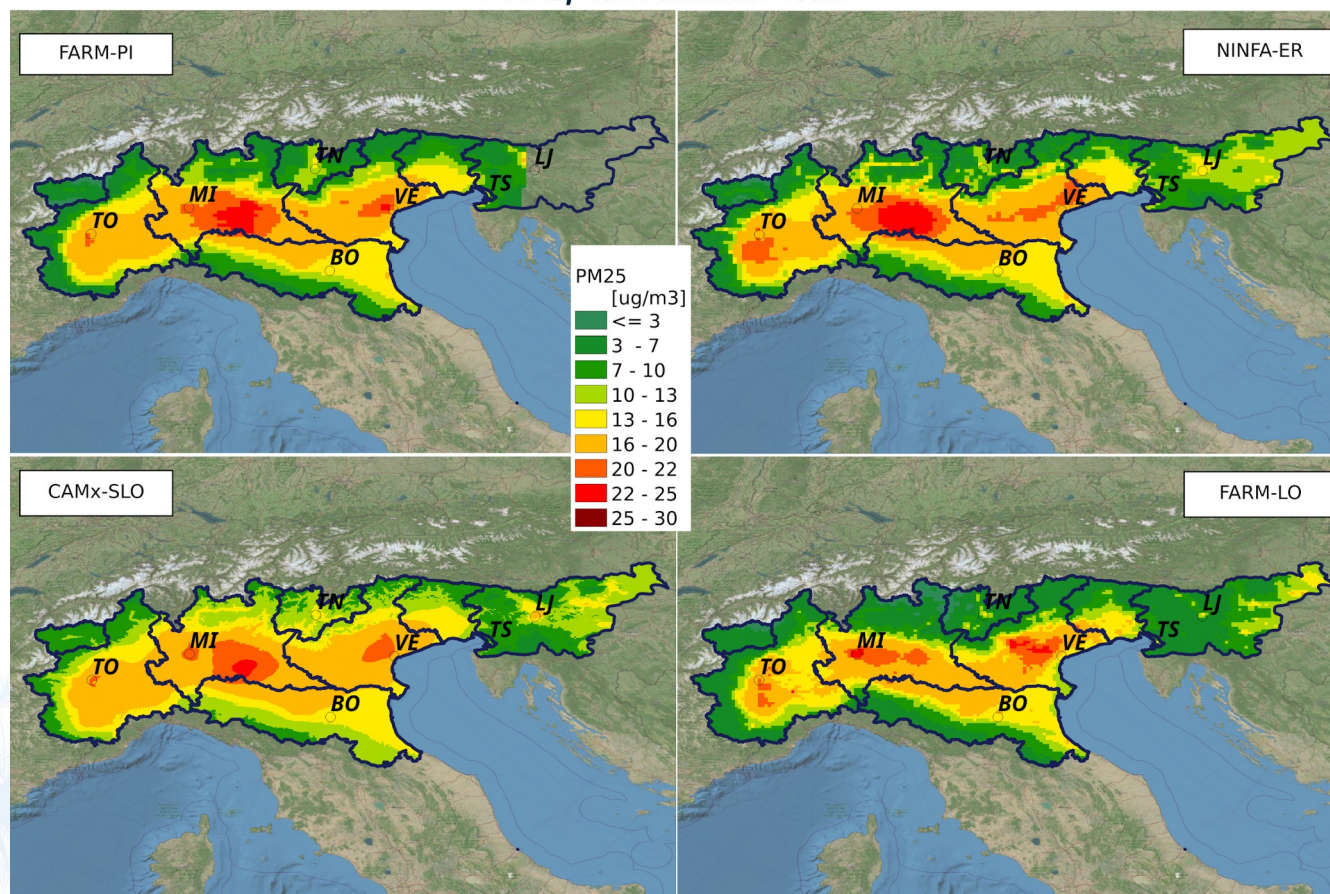 FARM-PI
NINFA-ER
TN
LJ
MI
VE
TS
TO
BO
TN
LJ
MI
VE
TS
TO
BO
PM25
[ug/m3]
<= 3
3 - 7
7 - 10
10 - 13
13 - 16
16 - 20
20 - 22
22 - 25
25 - 30
CAMx-SLO
FARM-LO
TN
LJ
MI
VE
TS
TO
BO
TN
LJ
MI
VE
TS
TO
BO